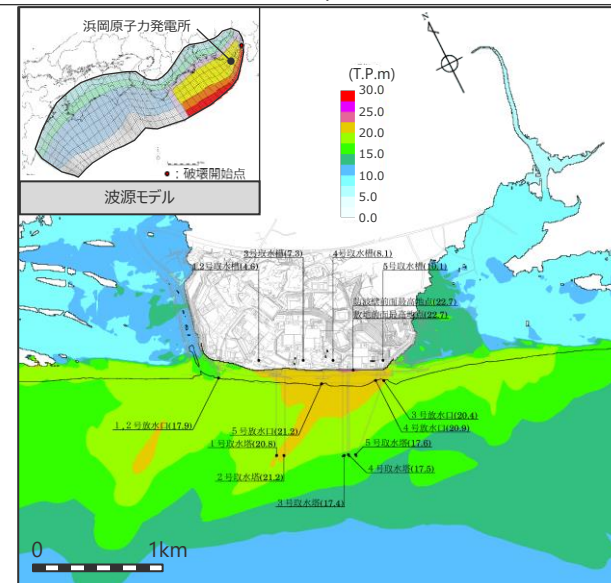 浜岡原子力発電所
●：破壊開始点
波源モデル
N
(T.P.m)
30.0
25.0
20.0
15.0
10.0
5.0
0.0
3号取水槽(7.3)
4号取水槽(8.1)
1,2号取水槽(4.6)
5号取水槽(10.1)
防波壁前面最高地点(22.7)
敷地前面最高地点(22.7)
1,2号放水口(17.9)
5号放水口(21.2)
3号放水口(20.4)
4号放水口(20.9)
1号取水塔(20.8)
5号取水塔(17.6)
2号取水塔(21.2)
4号取水塔(17.5)
3号取水塔(17.4)
0 1km